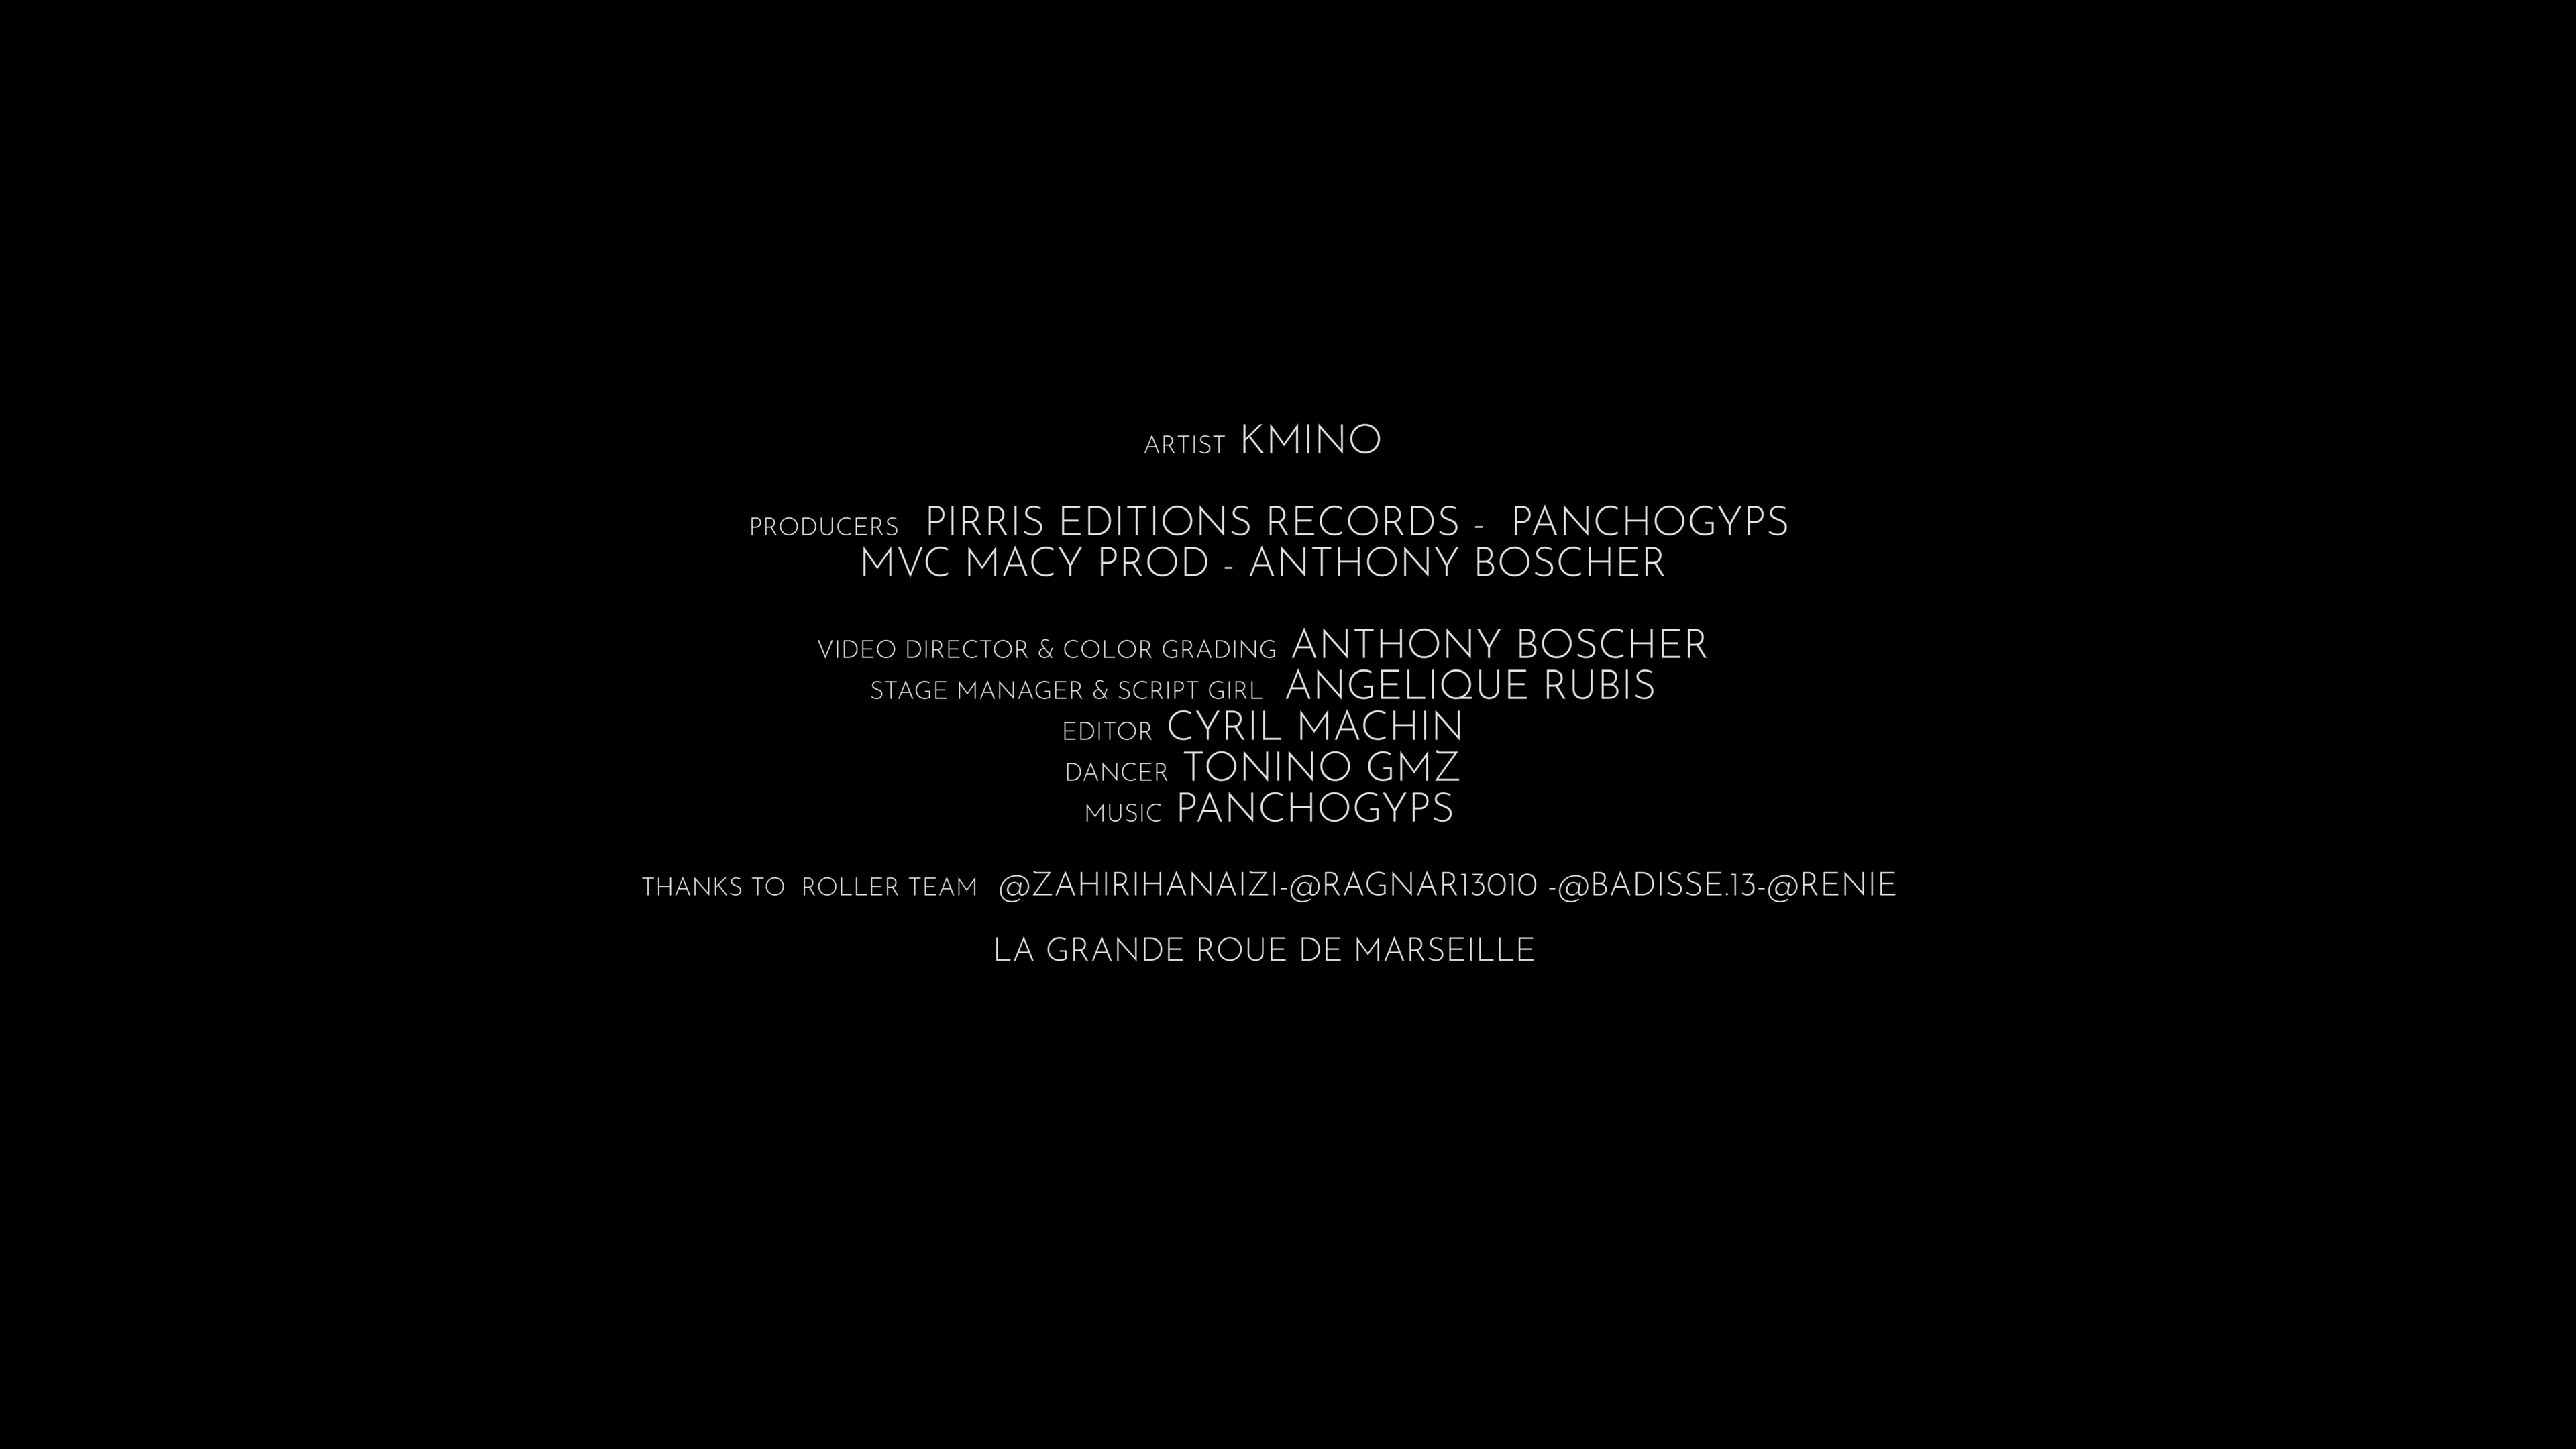 ARTIST KMINO
PRODUCERS PIRRIS EDITIONS RECORDS - PANCHOGYPS
MVC MACY PROD - ANTHONY BOSCHER
VIDEO DIRECTOR & COLOR GRADING ANTHONY BOSCHER
STAGE MANAGER & SCRIPT GIRL ANGELIQUE RUBIS
EDITOR CYRIL MACHIN
DANCER TONINO GMZ
MUSIC PANCHOGYPS
THANKS TO ROLLER TEAM @ZAHIRIHANAIZI-@RAGNAR13010 -@BADISSE.13-@RENIE
LA GRANDE ROUE DE MARSEILLE